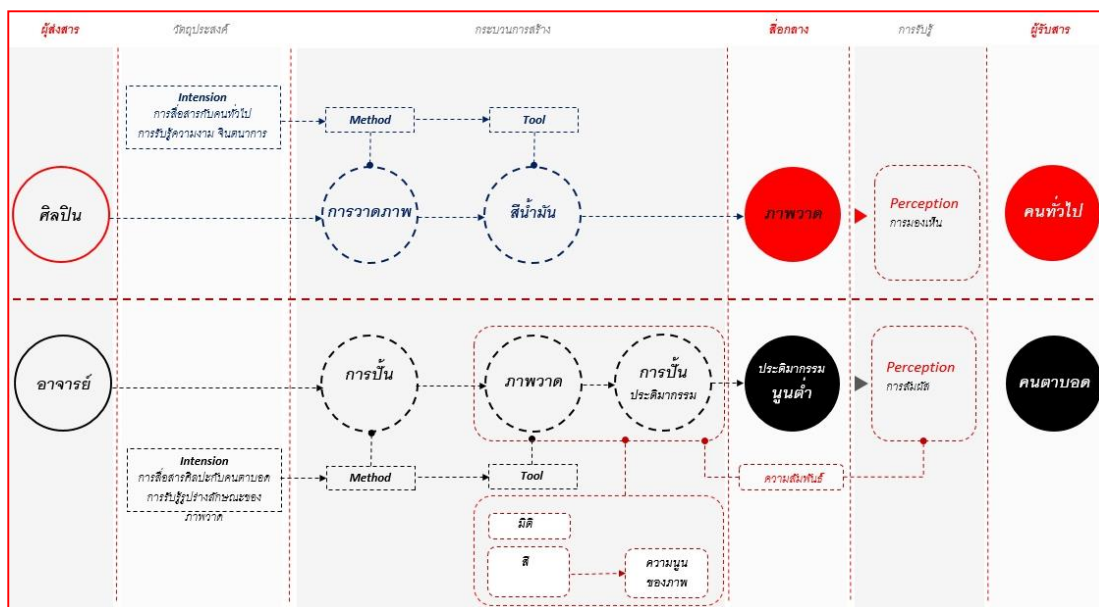 ผู้ส่งสาร
วัตถุประสงค์
กระบวนการสร้าง
สื่อกลาง
การรับรู้
ผู้รับสาร
Intension
การสื่อสารกับคนทั่วไป
การรับรู้ความงาม จินตนาการ
Method
Tool
ศิลปิน
การวาดภาพ
สีน้ำมัน
ภาพวาด
Perception
การมองเห็น
คนทั่วไป
อาจารย์
การปั้น
ภาพวาด
การปั้น
ประติมากรรม
ประติมากรรม
นูนต่ำ
Perception
การสัมผัส
คนตาบอด
Intension
การสื่อสารศิลปะกับคนตาบอด
การรับรู้รูปร่างลักษณะของ
ภาพวาด
Method
Tool
ความสัมพันธ์
มิติ
สี
ความนูน
ของภาพ